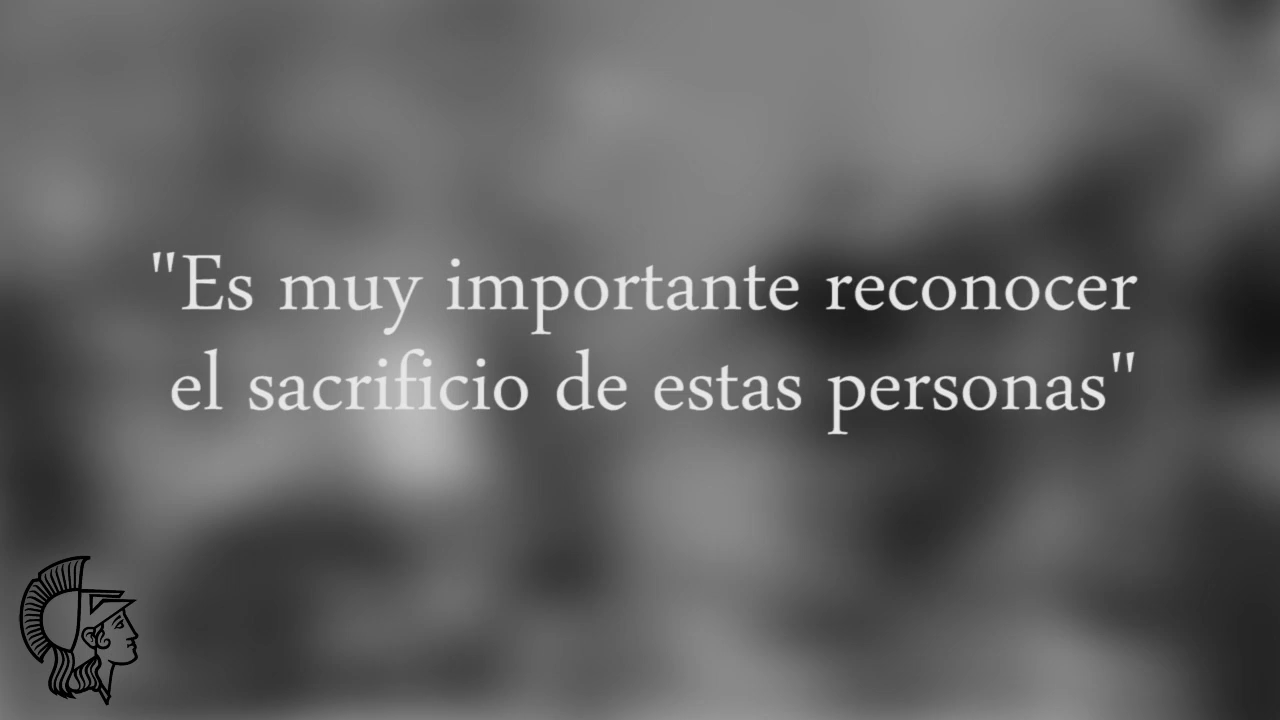 "Es muy importante reconocer
el sacrificio de estas personas"